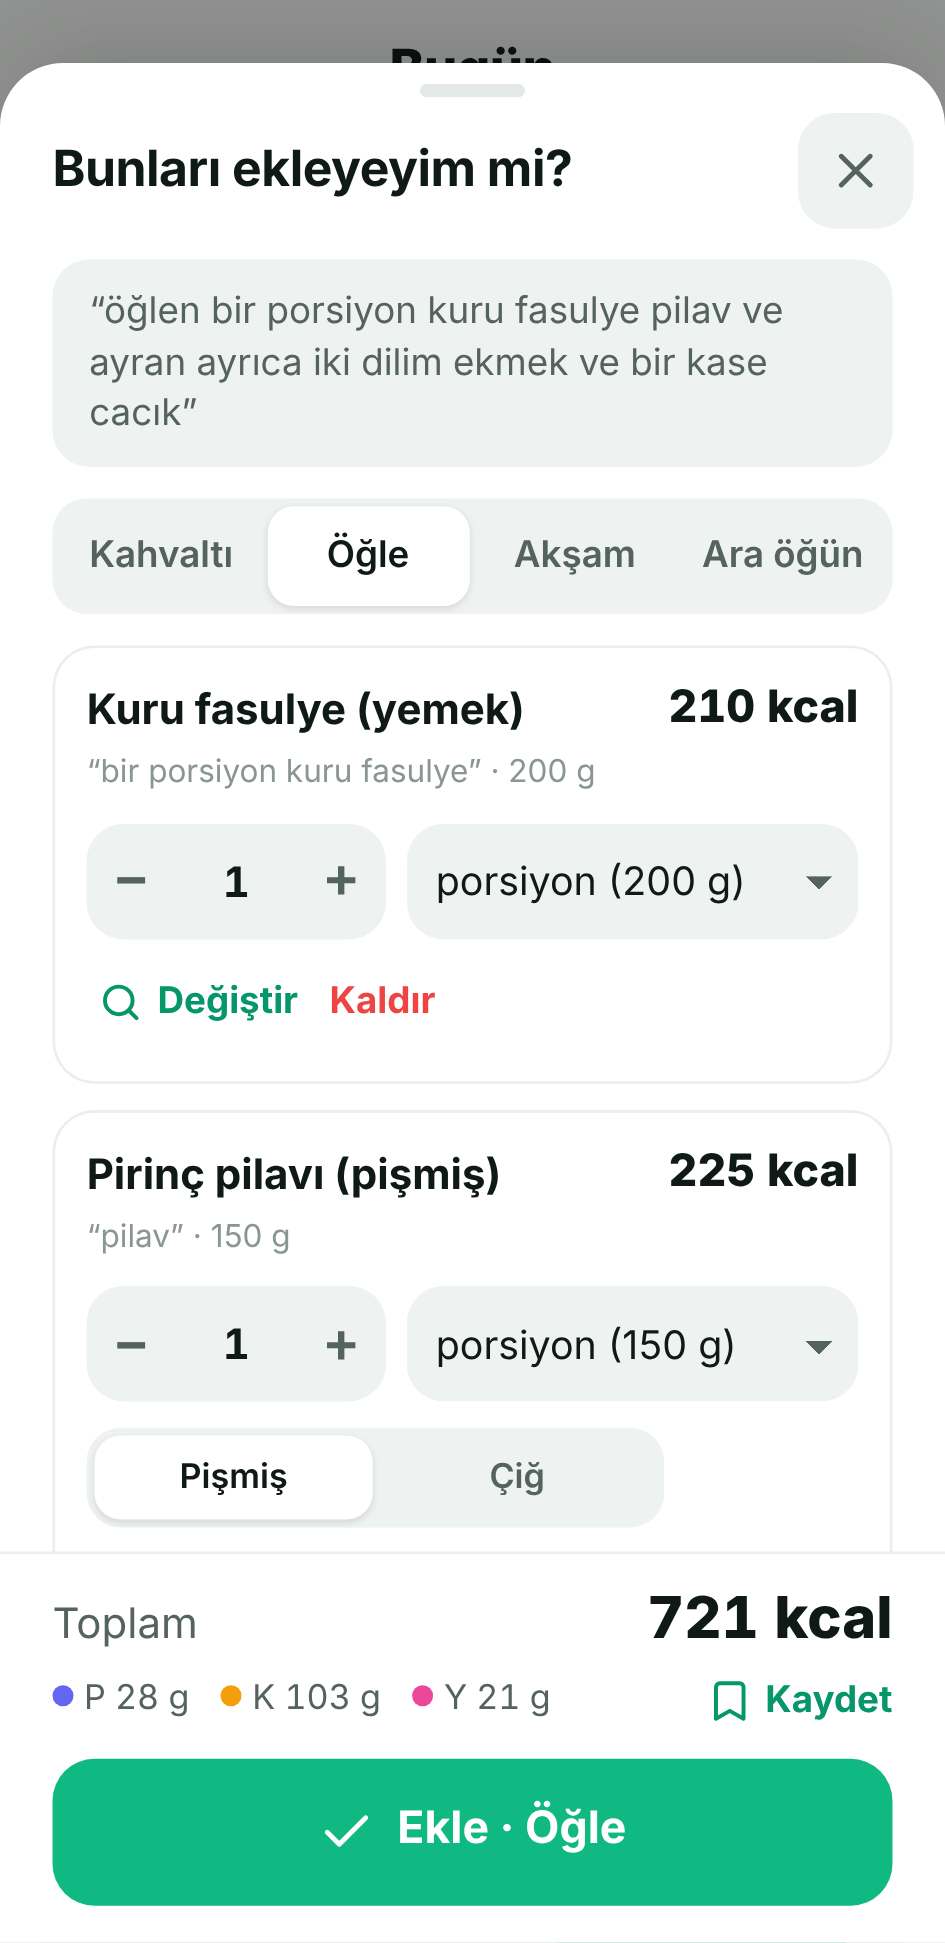 Bugün
Bunları ekleyeyim mi?
“öğlen bir porsiyon kuru fasulye pilav ve
ayran ayrıca iki dilim ekmek ve bir kase
cacık”
Kahvaltı Öğle Akşam Ara öğün
Kuru fasulye (yemek) 210 kcal
“bir porsiyon kuru fasulye” · 200 g
− 1 + porsiyon (200 g)
Değiştir Kaldır
Pirinç pilavı (pişmiş) 225 kcal
“pilav” · 150 g
− 1 + porsiyon (150 g)
Pişmiş Çiğ
Toplam 721 kcal
P 28 g K 103 g Y 21 g Kaydet
Ekle · Öğle